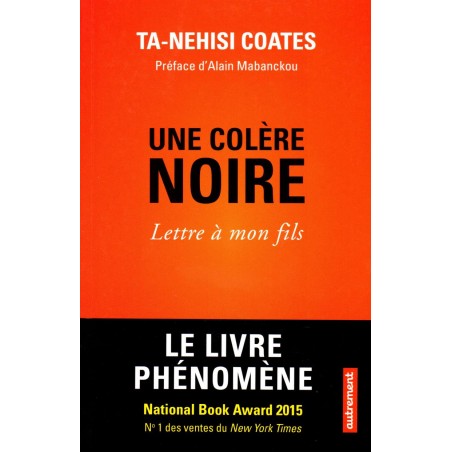 TA-NEHISI COATES
Préface d'Alain Mabanckou
UNE COLÈRE
NOIRE
Lettre à mon fils
LE LIVRE
PHÉNOMÈNE
National Book Award 2015
Nº 1 des ventes du New York Times
autrement